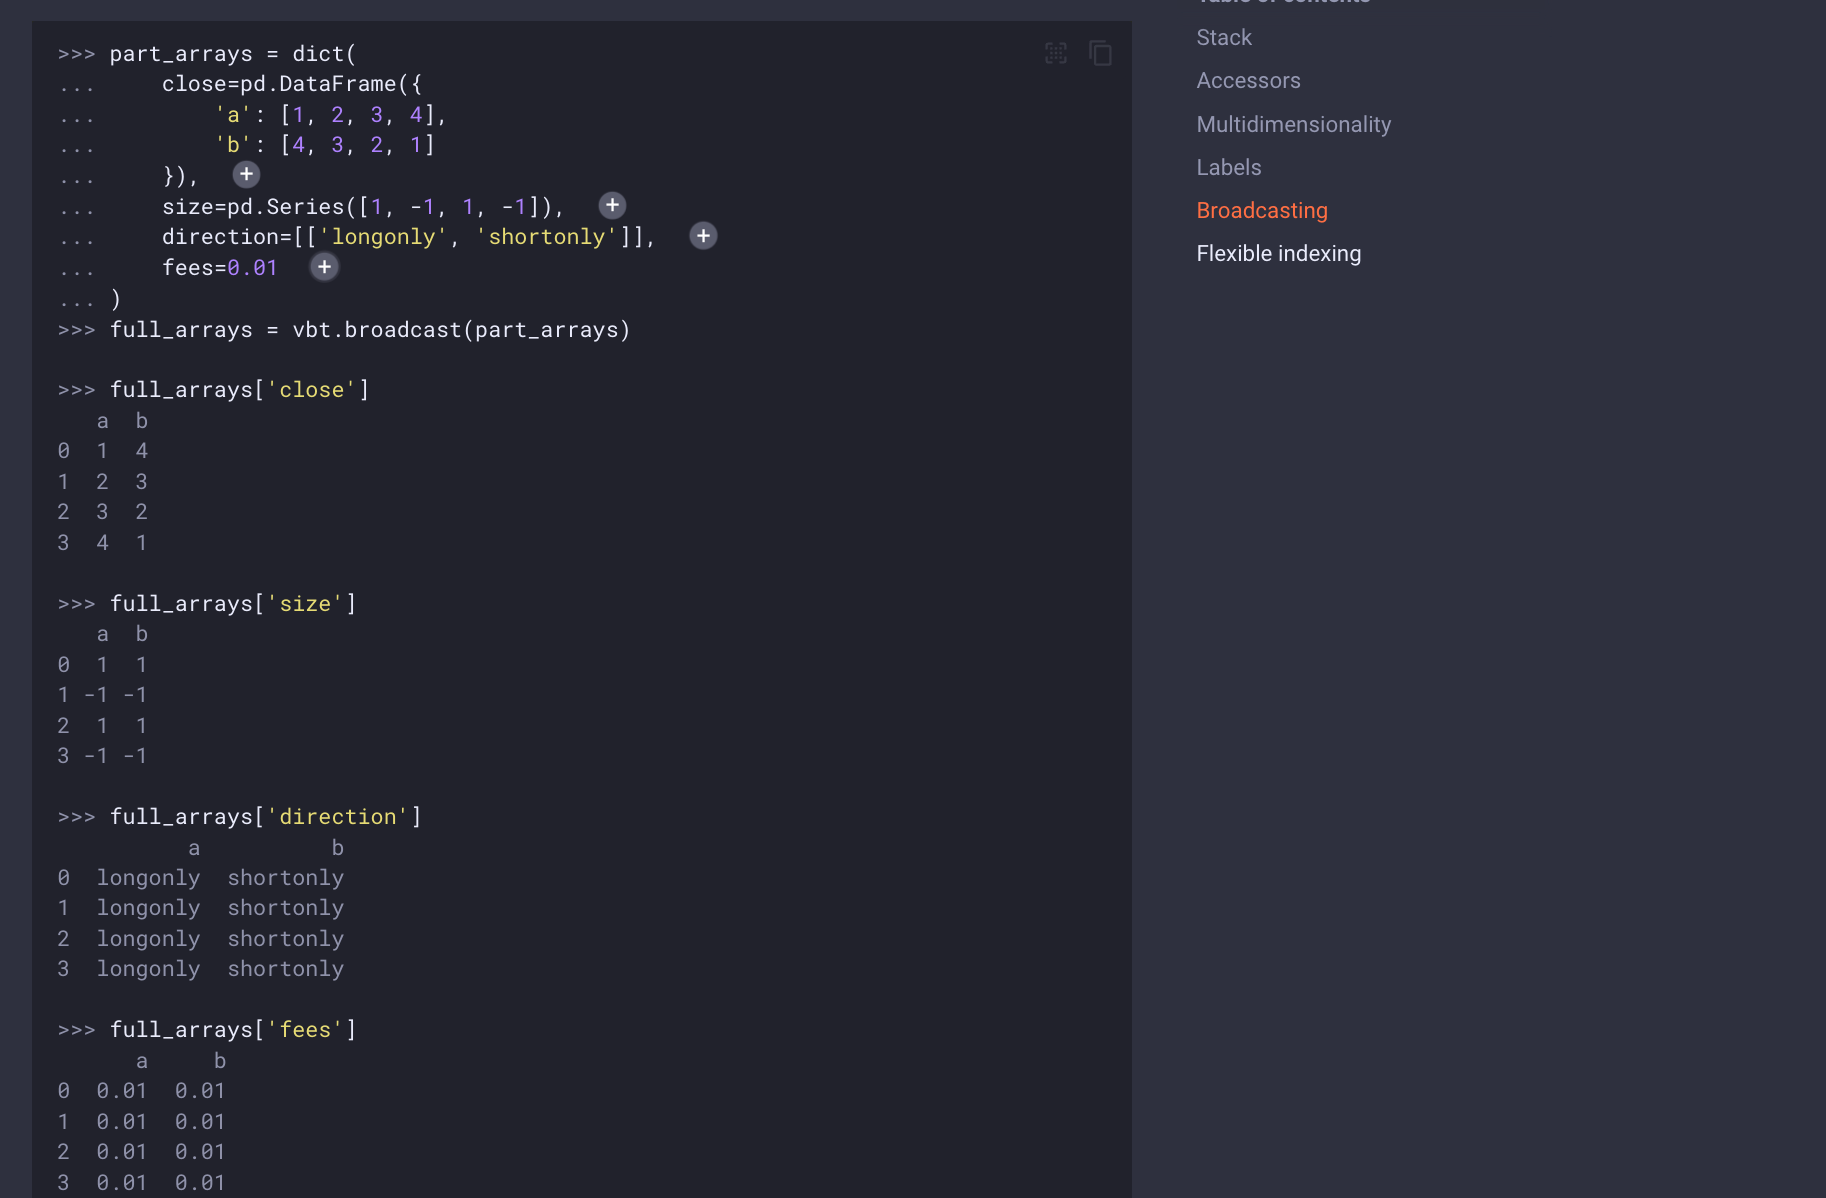 >>> part_arrays = dict(
...     close=pd.DataFrame({
...         'a': [1, 2, 3, 4],
...         'b': [4, 3, 2, 1]
...     }),
...     size=pd.Series([1, -1, 1, -1]),
...     direction=[['longonly', 'shortonly']],
...     fees=0.01
... )
>>> full_arrays = vbt.broadcast(part_arrays)
>>> full_arrays['close']
   a  b
0  1  4
1  2  3
2  3  2
3  4  1
>>> full_arrays['size']
   a  b
0  1  1
1 -1 -1
2  1  1
3 -1 -1
>>> full_arrays['direction']
          a          b
0  longonly  shortonly
1  longonly  shortonly
2  longonly  shortonly
3  longonly  shortonly
>>> full_arrays['fees']
      a     b
0  0.01  0.01
1  0.01  0.01
2  0.01  0.01
3  0.01  0.01
Table of contents
Stack
Accessors
Multidimensionality
Labels
Broadcasting
Flexible indexing